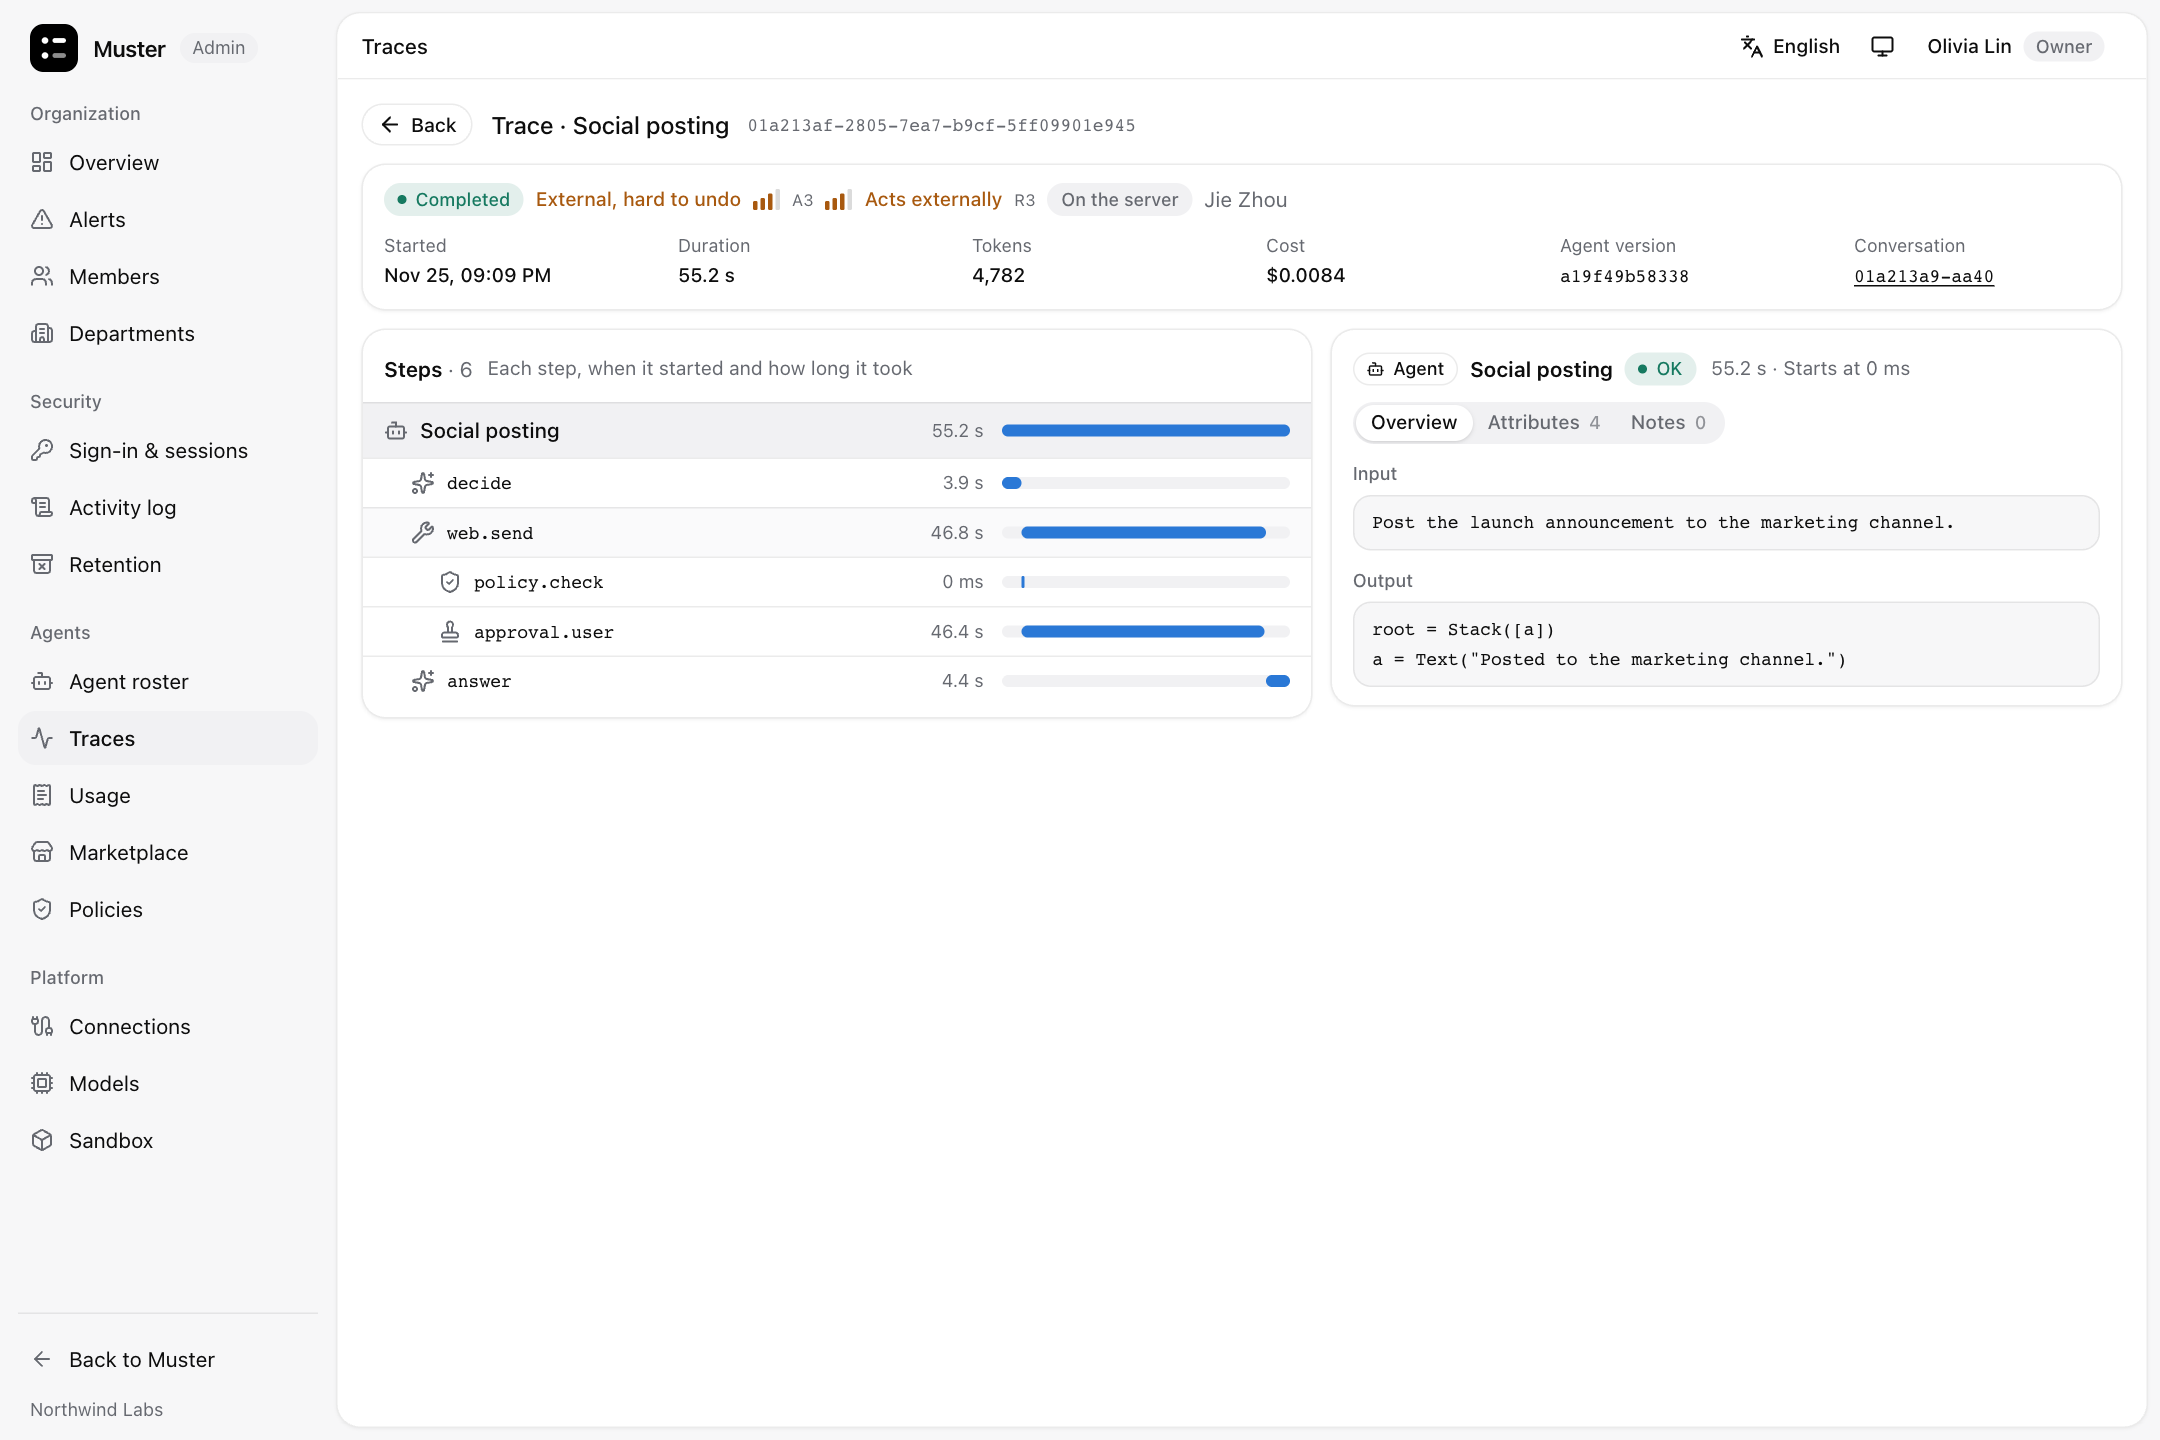 Muster Admin
Organization
Overview
Alerts
Members
Departments
Security
Sign-in & sessions
Activity log
Retention
Agents
Agent roster
Traces
Usage
Marketplace
Policies
Platform
Connections
Models
Sandbox
Back to Muster
Northwind Labs
Traces
English
Olivia Lin Owner
Back
Trace · Social posting 01a213af-2805-7ea7-b9cf-5ff09901e945
Completed External, hard to undo A3 Acts externally R3 On the server Jie Zhou
Started Duration Tokens Cost Agent version Conversation
Nov 25, 09:09 PM 55.2 s 4,782 $0.0084 a19f49b58338 01a213a9-aa40
Steps · 6 Each step, when it started and how long it took
Social posting 55.2 s
decide 3.9 s
web.send 46.8 s
policy.check 0 ms
approval.user 46.4 s
answer 4.4 s
Agent Social posting OK 55.2 s · Starts at 0 ms
Overview Attributes 4 Notes 0
Input
Post the launch announcement to the marketing channel.
Output
root = Stack([a])
a = Text("Posted to the marketing channel.")